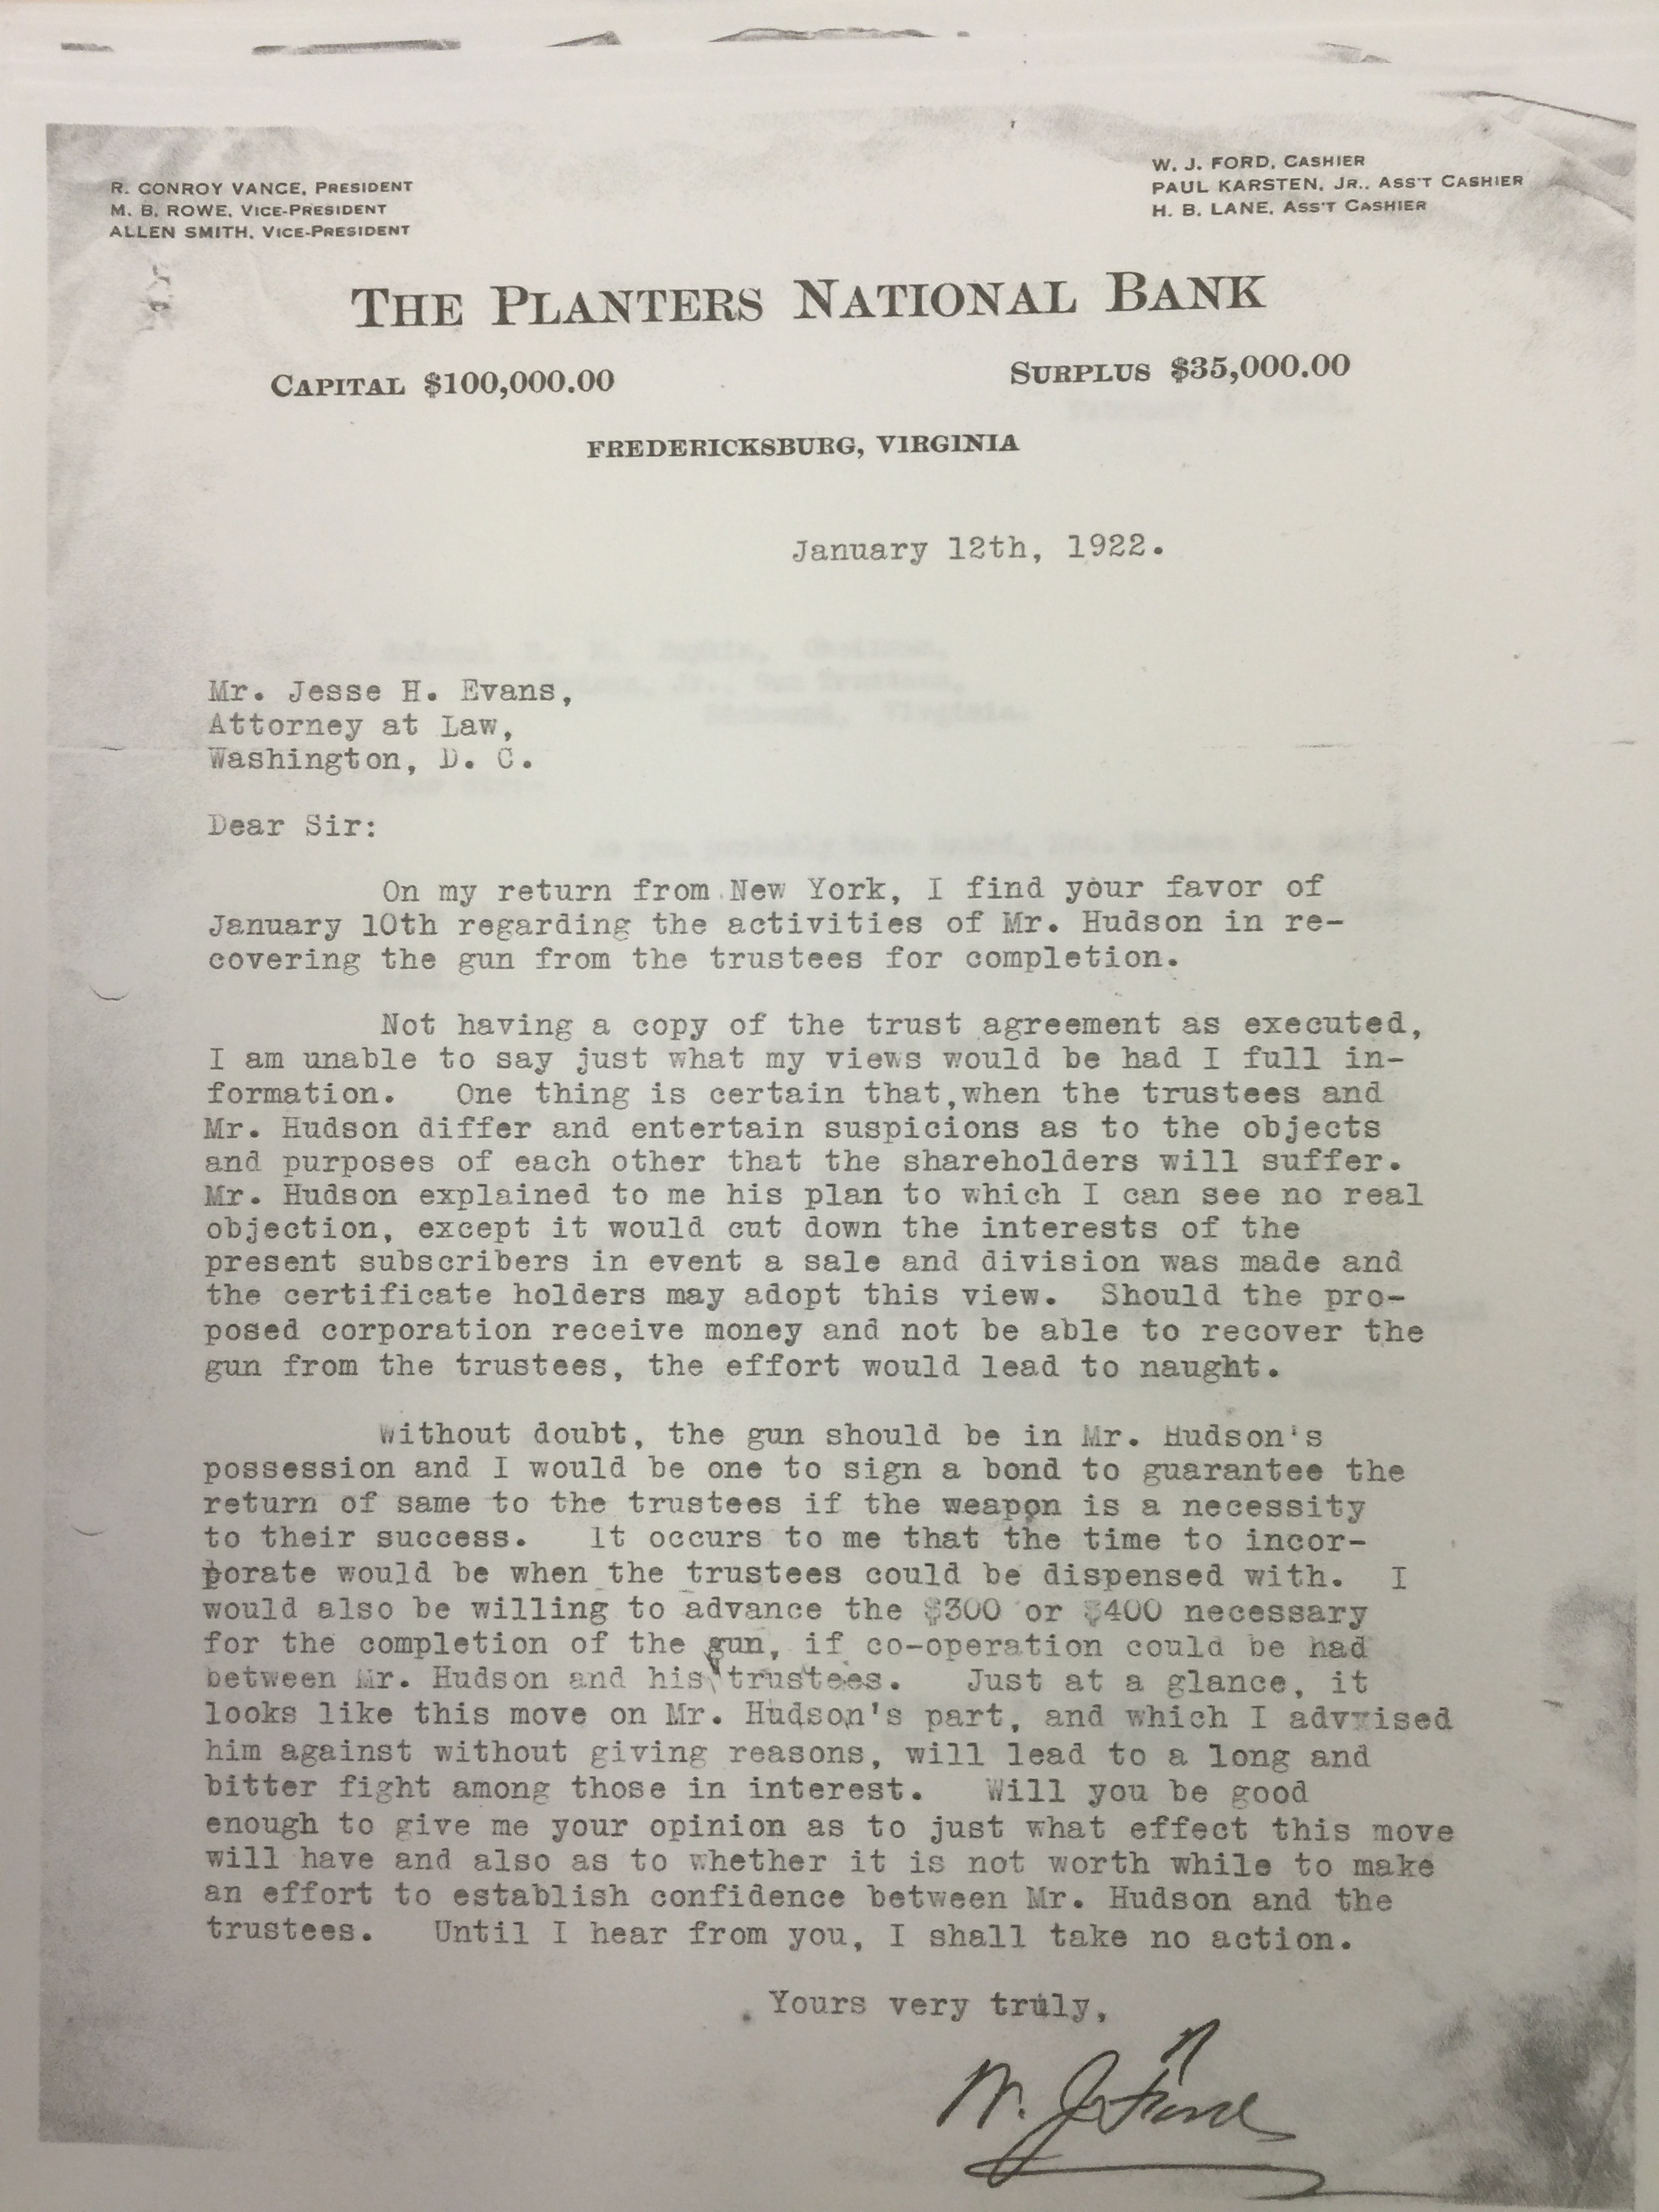 R. CONROY VANCE, PRESIDENT
M. B. ROWE, VICE-PRESIDENT
ALLEN SMITH, VICE-PRESIDENT
W. J. FORD, CASHIER
PAUL KARSTEN, JR., ASS'T CASHIER
H. B. LANE, ASS'T CASHIER
THE PLANTERS NATIONAL BANK
CAPITAL $100,000.00
SURPLUS $35,000.00
FREDERICKSBURG, VIRGINIA
January 12th, 1922.
Mr. Jesse H. Evans,
Attorney at Law,
Washington, D. C.
Dear Sir:
On my return from New York, I find your favor of
January 10th regarding the activities of Mr. Hudson in re-
covering the gun from the trustees for completion.
Not having a copy of the trust agreement as executed,
I am unable to say just what my views would be had I full in-
formation. One thing is certain that,when the trustees and
Mr. Hudson differ and entertain suspicions as to the objects
and purposes of each other that the shareholders will suffer.
Mr. Hudson explained to me his plan to which I can see no real
objection, except it would cut down the interests of the
present subscribers in event a sale and division was made and
the certificate holders may adopt this view. Should the pro-
posed corporation receive money and not be able to recover the
gun from the trustees, the effort would lead to naught.
Without doubt, the gun should be in Mr. Hudson's
possession and I would be one to sign a bond to guarantee the
return of same to the trustees if the weapon is a necessity
to their success. It occurs to me that the time to incor-
porate would be when the trustees could be dispensed with. I
would also be willing to advance the $300 or $400 necessary
for the completion of the gun, if co-operation could be had
between Mr. Hudson and his trustees. Just at a glance, it
looks like this move on Mr. Hudson's part, and which I advrised
him against without giving reasons, will lead to a long and
bitter fight among those in interest. Will you be good
enough to give me your opinion as to just what effect this move
will have and also as to whether it is not worth while to make
an effort to establish confidence between Mr. Hudson and the
trustees. Until I hear from you, I shall take no action.
Yours very truly,
W. J. Ford